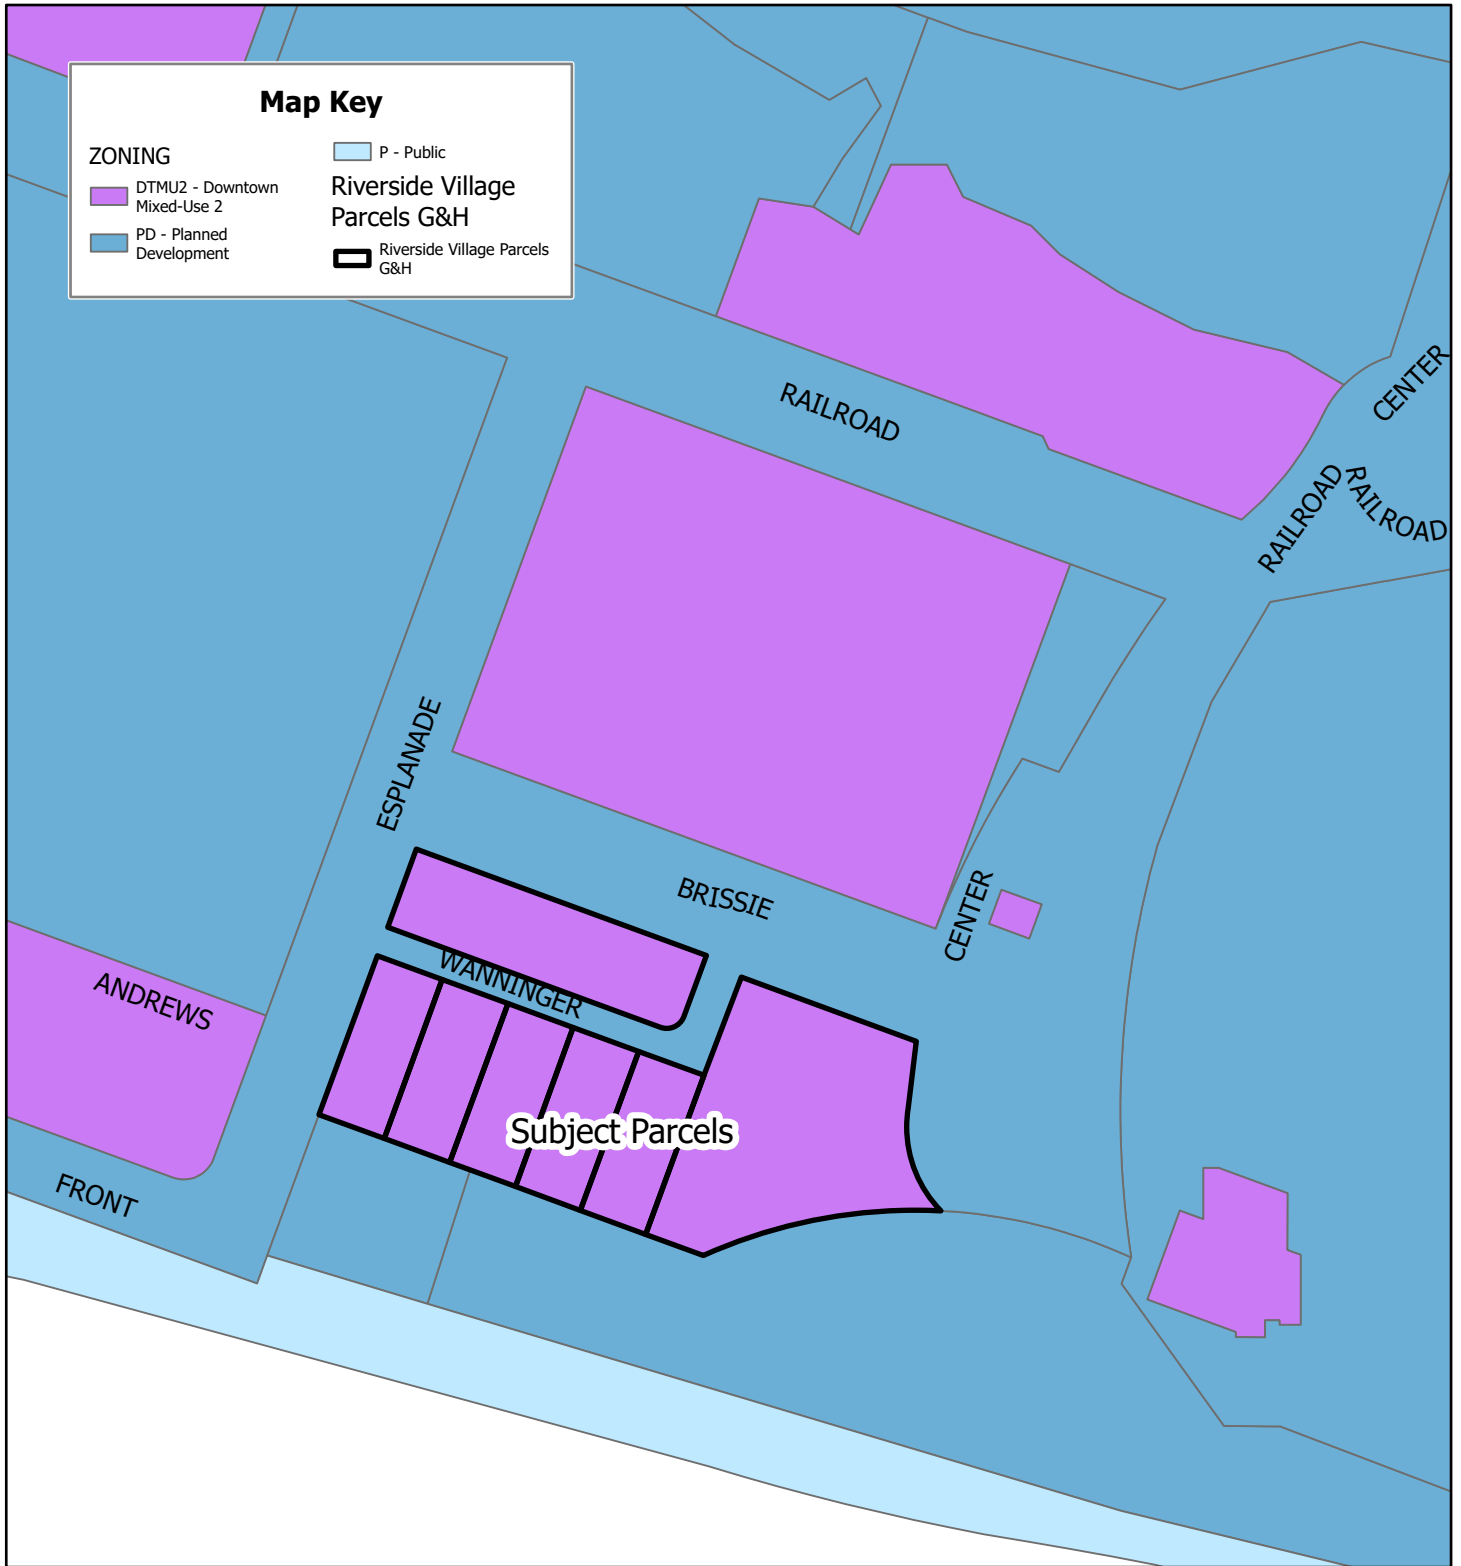 Map Key
ZONING
DTMU2 - Downtown
Mixed-Use 2
PD - Planned
Development
P - Public
Riverside Village
Parcels G&H
Riverside Village Parcels
G&H
RAILROAD
CENTER
RAILROAD
RAILROAD
ESPLANADE
BRISSIE
CENTER
WANNINGER
ANDREWS
Subject Parcels
FRONT